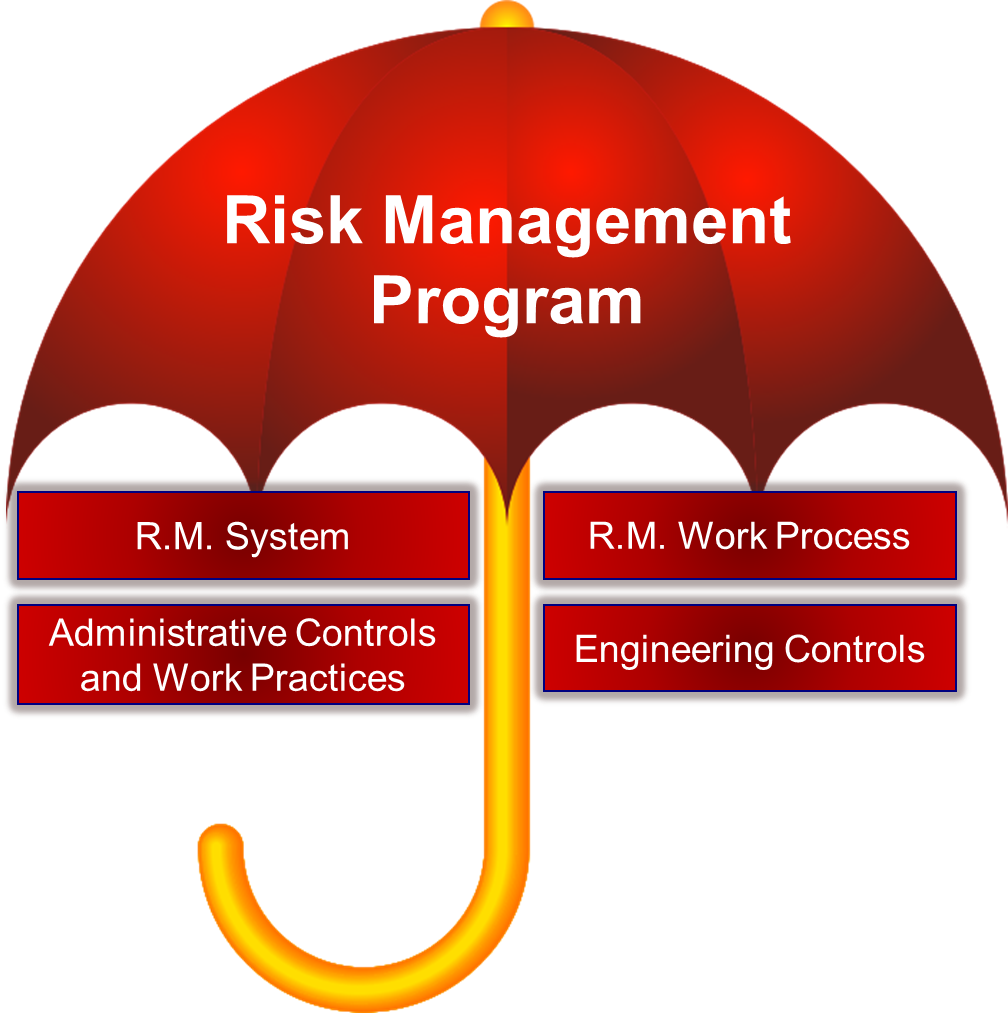 Risk Management
Program
R.M. System
R.M. Work Process
Administrative Controls
and Work Practices
Engineering Controls